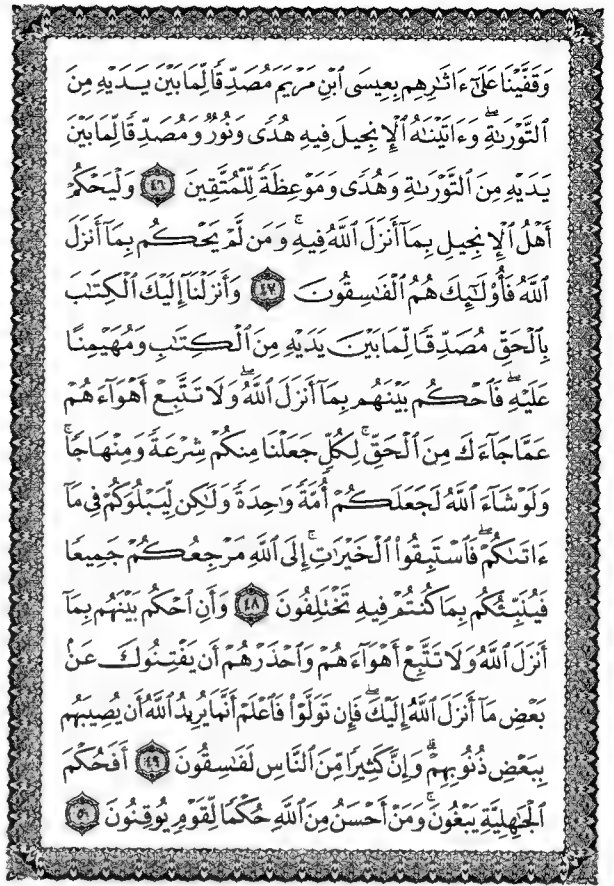 وَقَفَّيْنَا عَلَىٰٓ ءَاثَـٰرِهِم بِعِيسَى ٱبْنِ مَرْيَمَ مُصَدِّقًا لِّمَا بَيْنَ يَدَيْهِ مِنَ
ٱلتَّوْرَىٰةِ ۖ وَءَاتَيْنَـٰهُ ٱلْإِنجِيلَ فِيهِ هُدًى وَنُورٌ وَمُصَدِّقًا لِّمَا بَيْنَ
يَدَيْهِ مِنَ ٱلتَّوْرَىٰةِ وَهُدًى وَمَوْعِظَةً لِّلْمُتَّقِينَ ٤٦ وَلْيَحْكُمْ
أَهْلُ ٱلْإِنجِيلِ بِمَآ أَنزَلَ ٱللَّهُ فِيهِ ۚ وَمَن لَّمْ يَحْكُم بِمَآ أَنزَلَ
ٱللَّهُ فَأُو۟لَـٰٓئِكَ هُمُ ٱلْفَـٰسِقُونَ ٤٧ وَأَنزَلْنَآ إِلَيْكَ ٱلْكِتَـٰبَ
بِٱلْحَقِّ مُصَدِّقًا لِّمَا بَيْنَ يَدَيْهِ مِنَ ٱلْكِتَـٰبِ وَمُهَيْمِنًا
عَلَيْهِ ۖ فَٱحْكُم بَيْنَهُم بِمَآ أَنزَلَ ٱللَّهُ ۖ وَلَا تَتَّبِعْ أَهْوَآءَهُمْ
عَمَّا جَآءَكَ مِنَ ٱلْحَقِّ ۚ لِكُلٍّ جَعَلْنَا مِنكُمْ شِرْعَةً وَمِنْهَاجًا ۚ
وَلَوْ شَآءَ ٱللَّهُ لَجَعَلَكُمْ أُمَّةً وَٰحِدَةً وَلَـٰكِن لِّيَبْلُوَكُمْ فِى مَآ
ءَاتَىٰكُمْ ۖ فَٱسْتَبِقُوا۟ ٱلْخَيْرَٰتِ ۚ إِلَى ٱللَّهِ مَرْجِعُكُمْ جَمِيعًا
فَيُنَبِّئُكُم بِمَا كُنتُمْ فِيهِ تَخْتَلِفُونَ ٤٨ وَأَنِ ٱحْكُم بَيْنَهُم بِمَآ
أَنزَلَ ٱللَّهُ وَلَا تَتَّبِعْ أَهْوَآءَهُمْ وَٱحْذَرْهُمْ أَن يَفْتِنُوكَ عَنۢ
بَعْضِ مَآ أَنزَلَ ٱللَّهُ إِلَيْكَ ۖ فَإِن تَوَلَّوْا۟ فَٱعْلَمْ أَنَّمَا يُرِيدُ ٱللَّهُ أَن يُصِيبَهُم
بِبَعْضِ ذُنُوبِهِمْ ۗ وَإِنَّ كَثِيرًا مِّنَ ٱلنَّاسِ لَفَـٰسِقُونَ ٤٩ أَفَحُكْمَ
ٱلْجَـٰهِلِيَّةِ يَبْغُونَ ۚ وَمَنْ أَحْسَنُ مِنَ ٱللَّهِ حُكْمًا لِّقَوْمٍ يُوقِنُونَ ٥٠